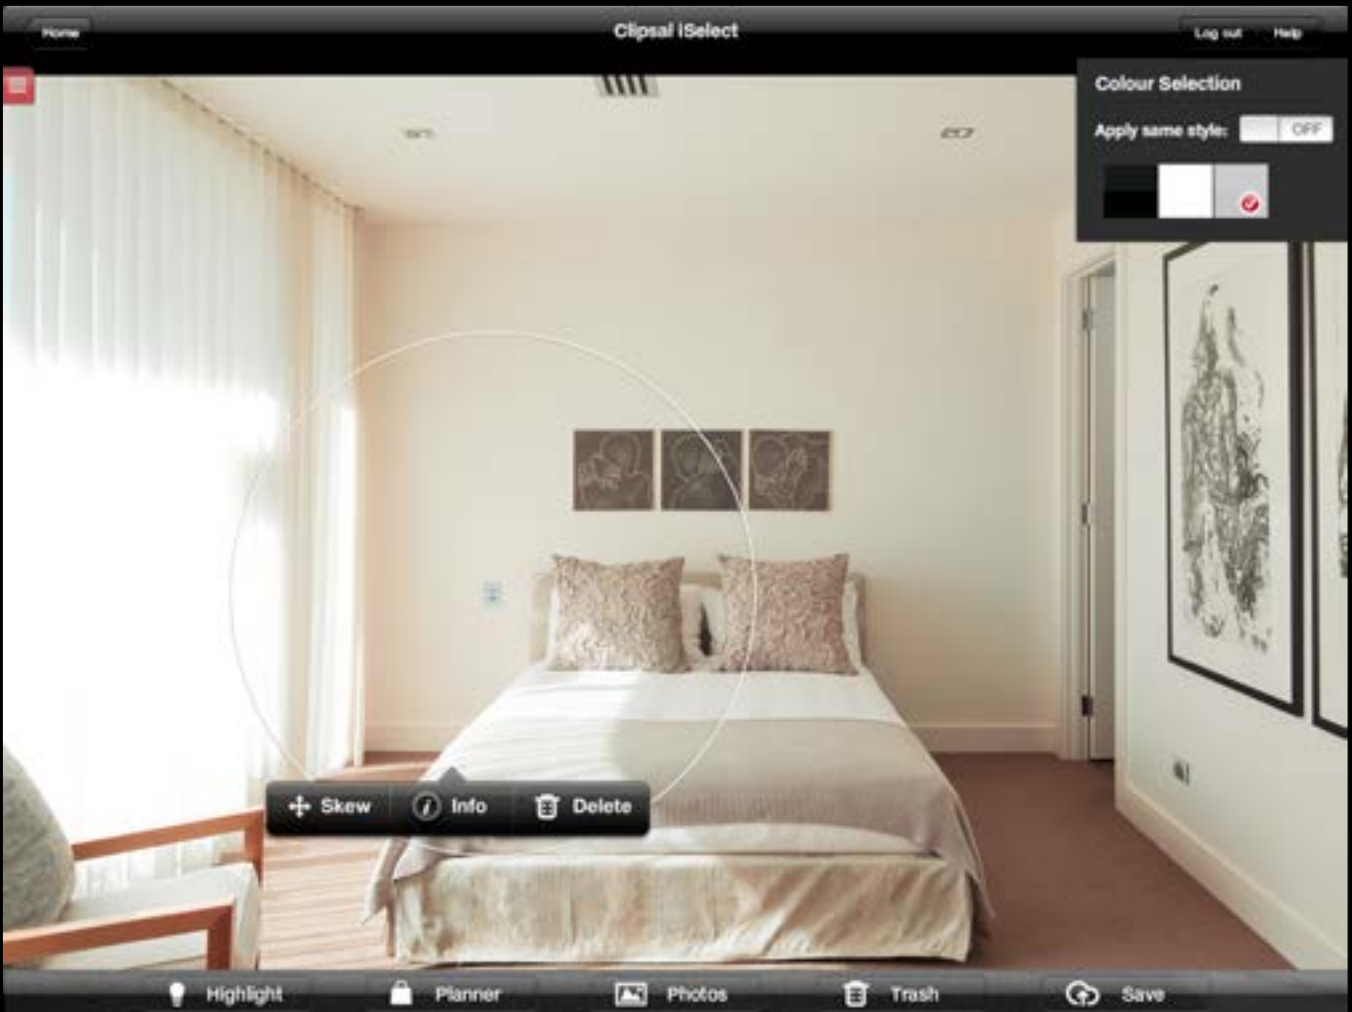 Home
Clipsal iSelect
Log out
Help
Colour Selection
Apply same style:
OFF
Skew
Info
Delete
Highlight
Planner
Photos
Trash
Save